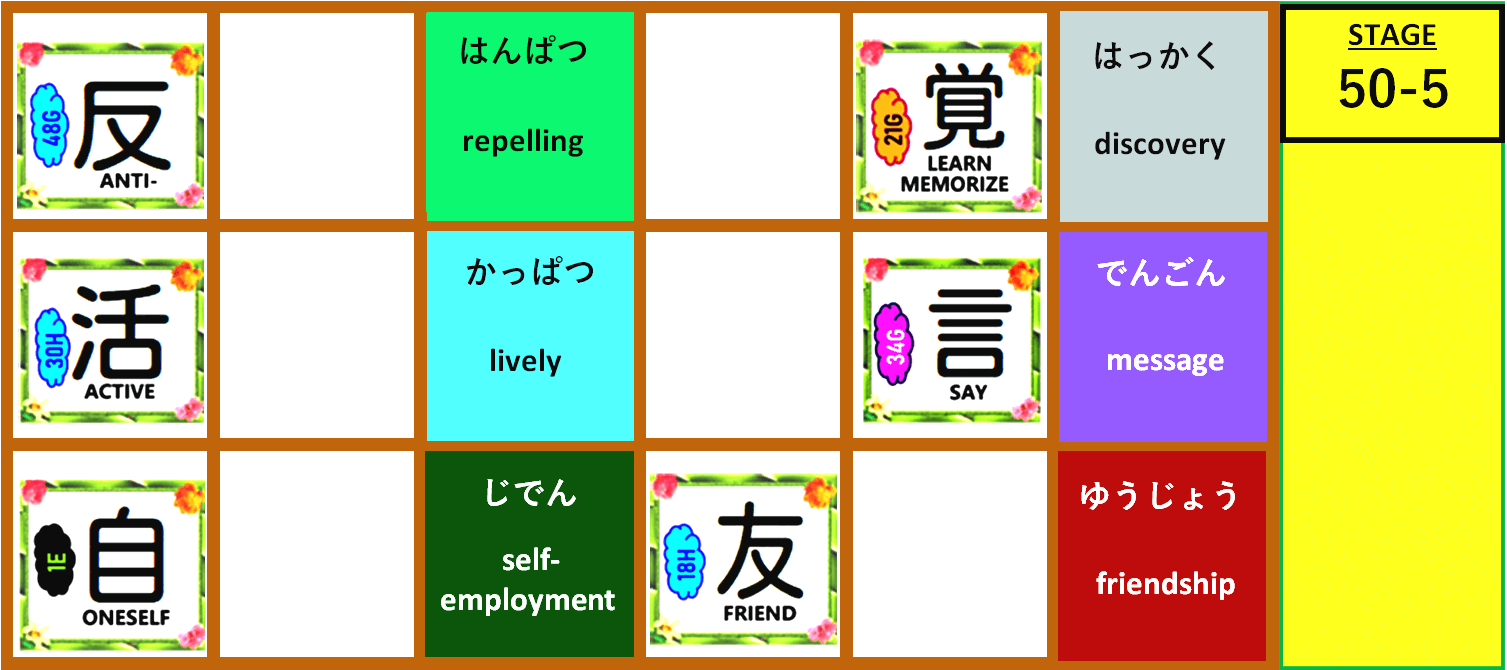 48G
反
ANTI-
はんぱつ
repelling
21G
覚
LEARN
MEMORIZE
はっかく
discovery
STAGE
50-5
30H
活
ACTIVE
かっぱつ
lively
34G
言
SAY
でんごん
message
1E
自
ONESELF
じでん
self-
employment
18H
友
FRIEND
ゆうじょう
friendship